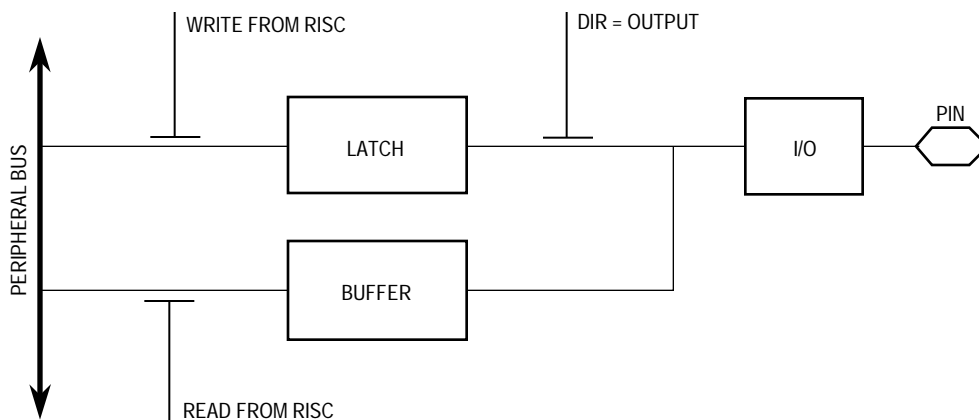 WRITE FROM RISC
DIR = OUTPUT
PERIPHERAL BUS
LATCH
I/O
PIN
BUFFER
READ FROM RISC